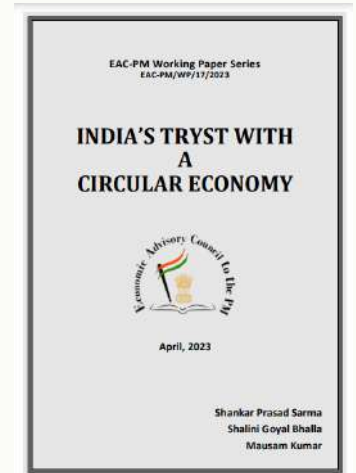 EAC-PM Working Paper Series
EAC-PM/WP/17/2023
INDIA'S TRYST WITH
A
CIRCULAR ECONOMY
Economic Advisory Council to the PM
April, 2023
Shankar Prasad Sarma
Shalini Goyal Bhalla
Mausam Kumar